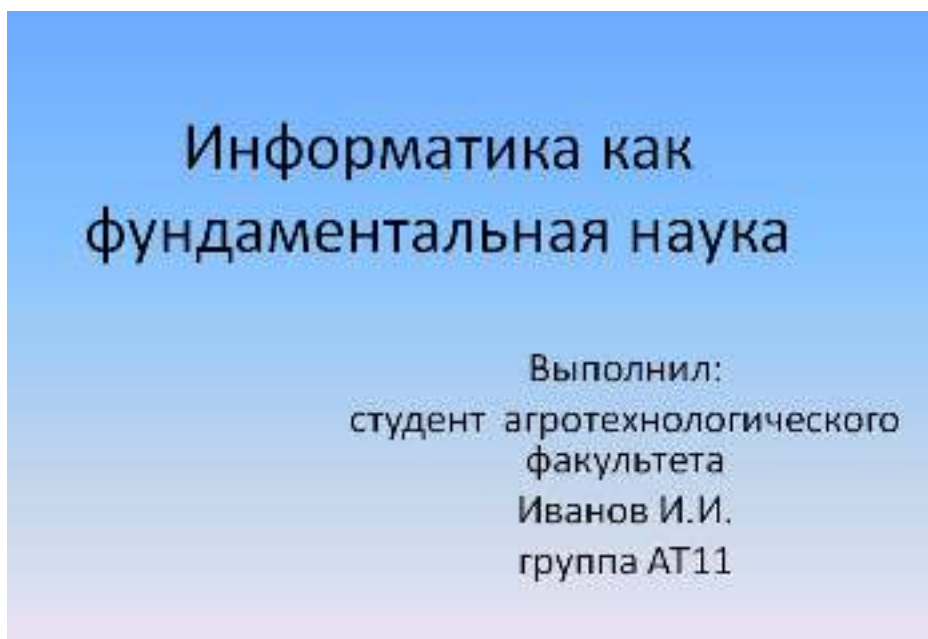 Информатика как
фундаментальная наука
Выполнил:
студент агротехнологического
факультета
Иванов И.И.
группа АТ11